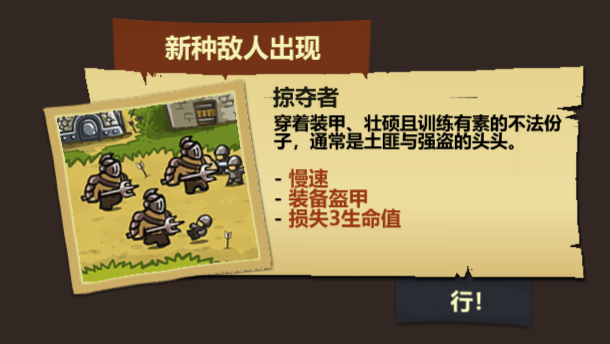 新种敌人出现
掠夺者
穿着装甲、壮硕且训练有素的不法份
子，通常是土匪与强盗的头头。
- 慢速
- 装备盔甲
- 损失3生命值
行!